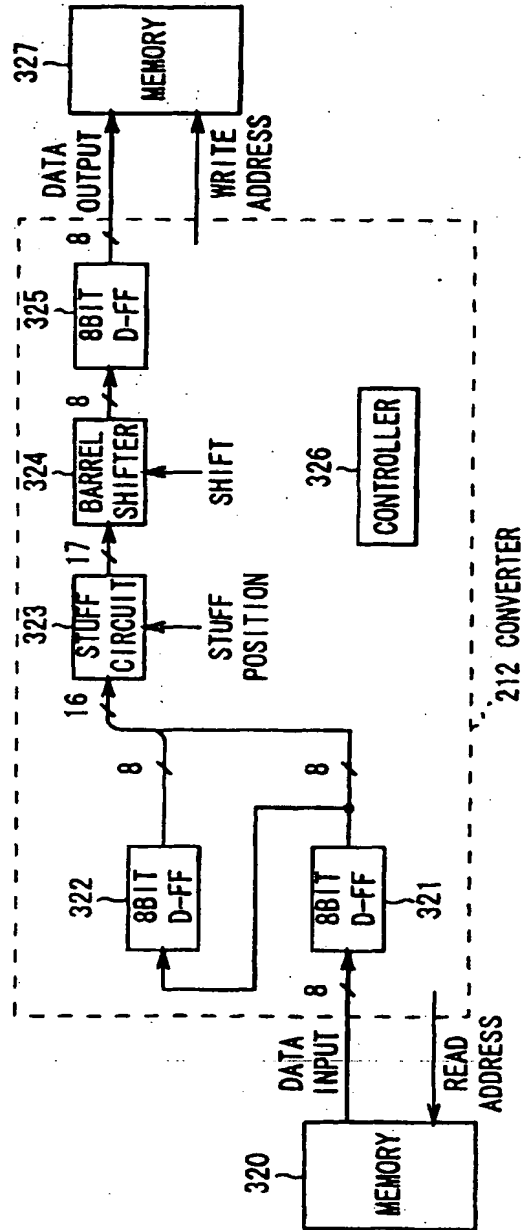 320
MEMORY
DATA
INPUT
READ
ADDRESS
8
8BIT
D-FF
321
8BIT
D-FF
322
8
8
16
STUFF
CIRCUIT
323
STUFF
POSITION
17
BARREL
SHIFTER
324
SHIFT
8
8BIT
D-FF
325
8
CONTROLLER
326
212 CONVERTER
DATA
OUTPUT
WRITE
ADDRESS
MEMORY
327